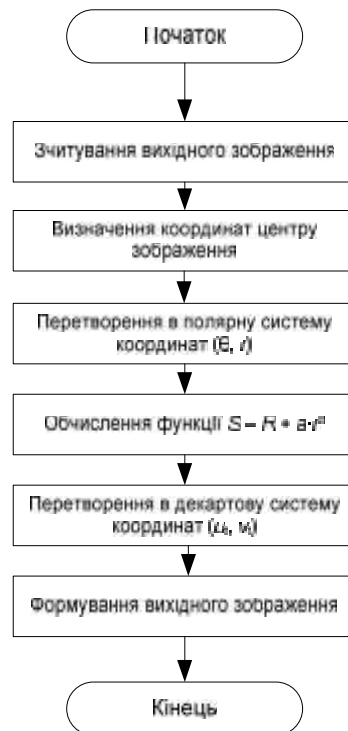 Початок
Зчитування вихідного зображення
Визначення координат центру
зображення
Перетворення в полярну систему
координат (θ, r)
Обчислення функції S = R + a·r³
Перетворення в декартову систему
координат
Формування вихідного зображення
Кінець